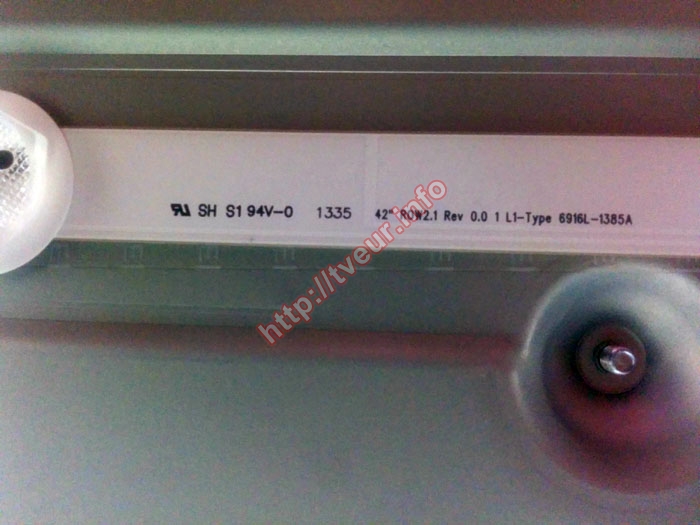 SH S1 94V-0 1335 42" ROW2.1 Rev 0.0 1 L1-Type 6916L-1385A
http://tveur.info